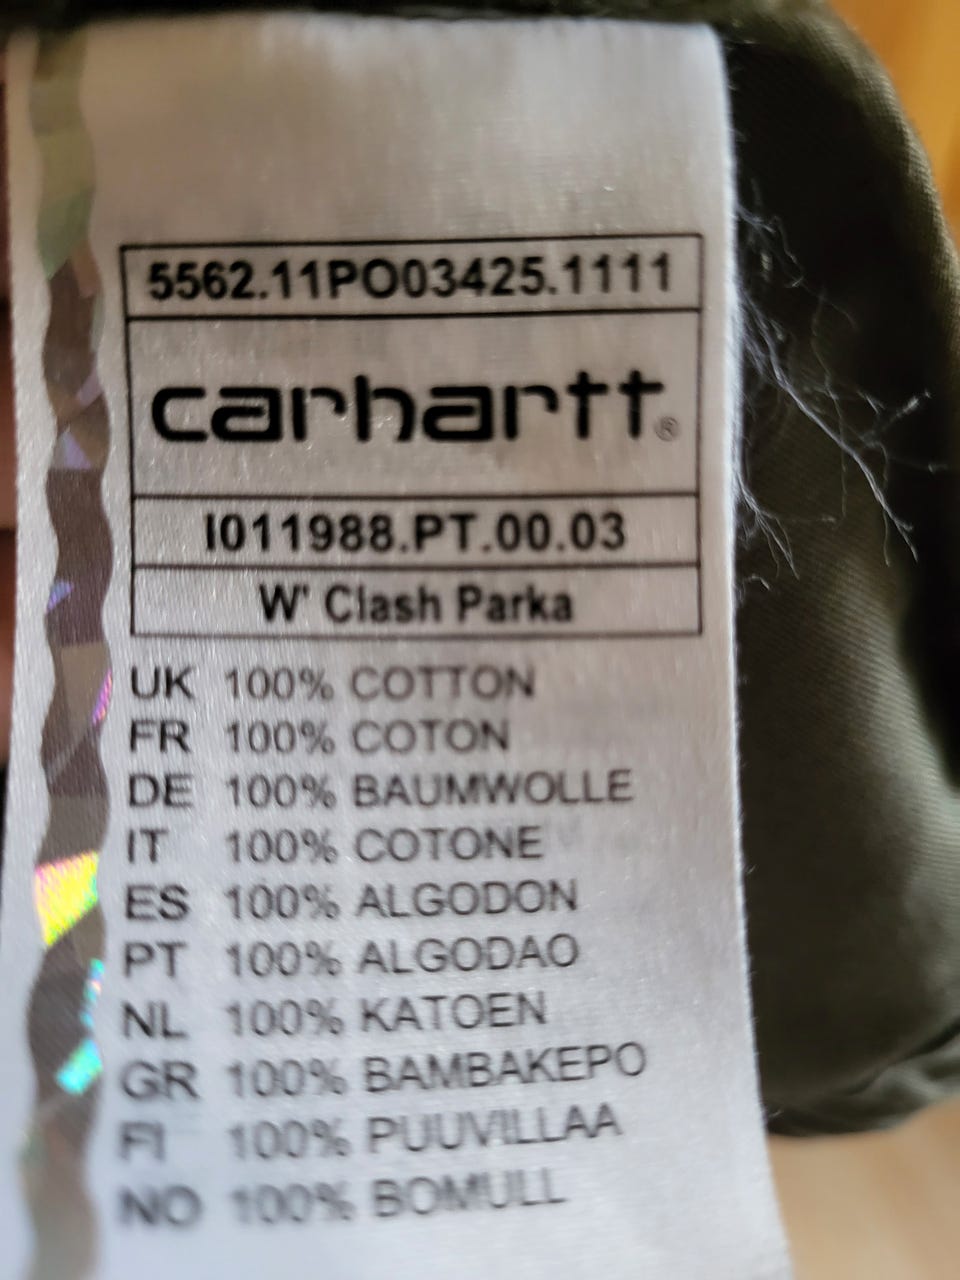 5562.11PO03425.1111
carhartt®
I011988.PT.00.03
W' Clash Parka
UK 100% COTTON
FR 100% COTON
DE 100% BAUMWOLLE
IT 100% COTONE
ES 100% ALGODON
PT 100% ALGODAO
NL 100% KATOEN
GR 100% BAMBAKEPO
FI 100% PUUVILLAA
NO 100% BOMULL